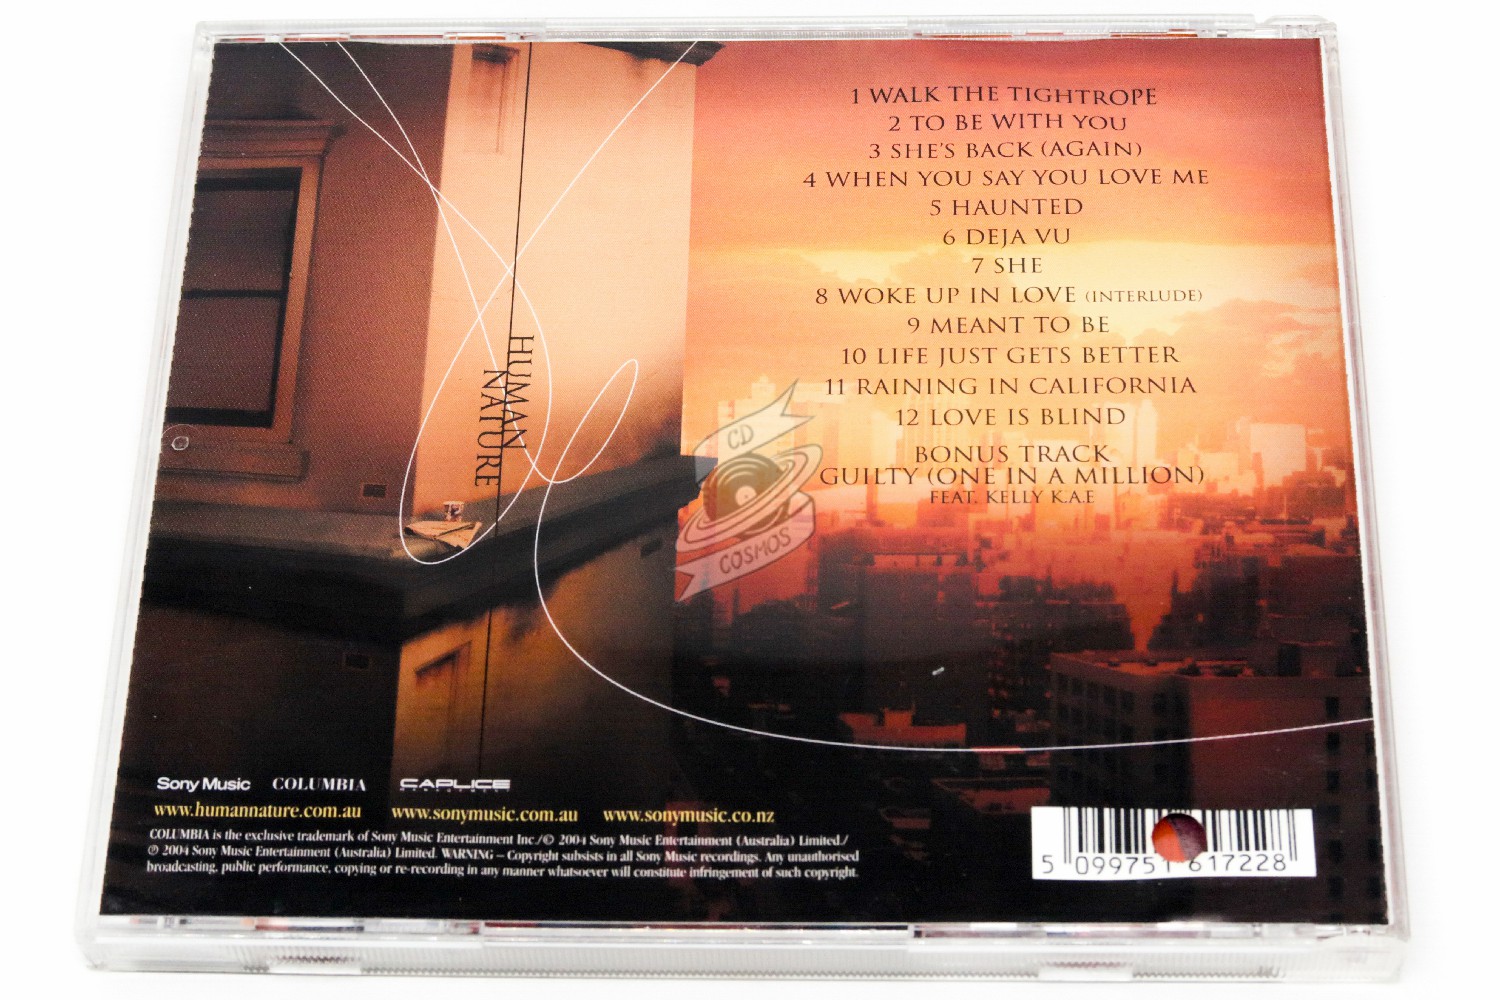 1 WALK THE TIGHTROPE
2 TO BE WITH YOU
3 SHE'S BACK (AGAIN)
4 WHEN YOU SAY YOU LOVE ME
5 HAUNTED
6 DEJA VU
7 SHE
8 WOKE UP IN LOVE (INTERLUDE)
9 MEANT TO BE
10 LIFE JUST GETS BETTER
11 RAINING IN CALIFORNIA
12 LOVE IS BLIND
BONUS TRACK
GUILTY (ONE IN A MILLION)
FEAT. KELLY K.A.E
HUMAN
NATURE
CD
COSMOS
Sony Music COLUMBIA CAPLICE
www.humannature.com.au www.sonymusic.com.au www.sonymusic.co.nz
COLUMBIA is the exclusive trademark of Sony Music Entertainment Inc./© 2004 Sony Music Entertainment (Australia) Limited./
℗ 2004 Sony Music Entertainment (Australia) Limited. WARNING – Copyright subsists in all Sony Music recordings. Any unauthorised
broadcasting, public performance, copying or re-recording in any manner whatsoever will constitute infringement of such copyright.
5 099751 617228